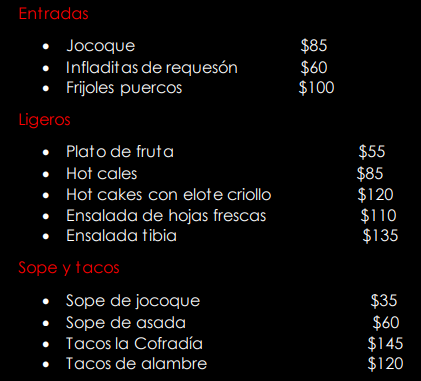 Entradas
• Jocoque $85
• Infladitas de requesón $60
• Frijoles puercos $100
Ligeros
• Plato de fruta $55
• Hot cales $85
• Hot cakes con elote criollo $120
• Ensalada de hojas frescas $110
• Ensalada tibia $135
Sope y tacos
• Sope de jocoque $35
• Sope de asada $60
• Tacos la Cofradía $145
• Tacos de alambre $120